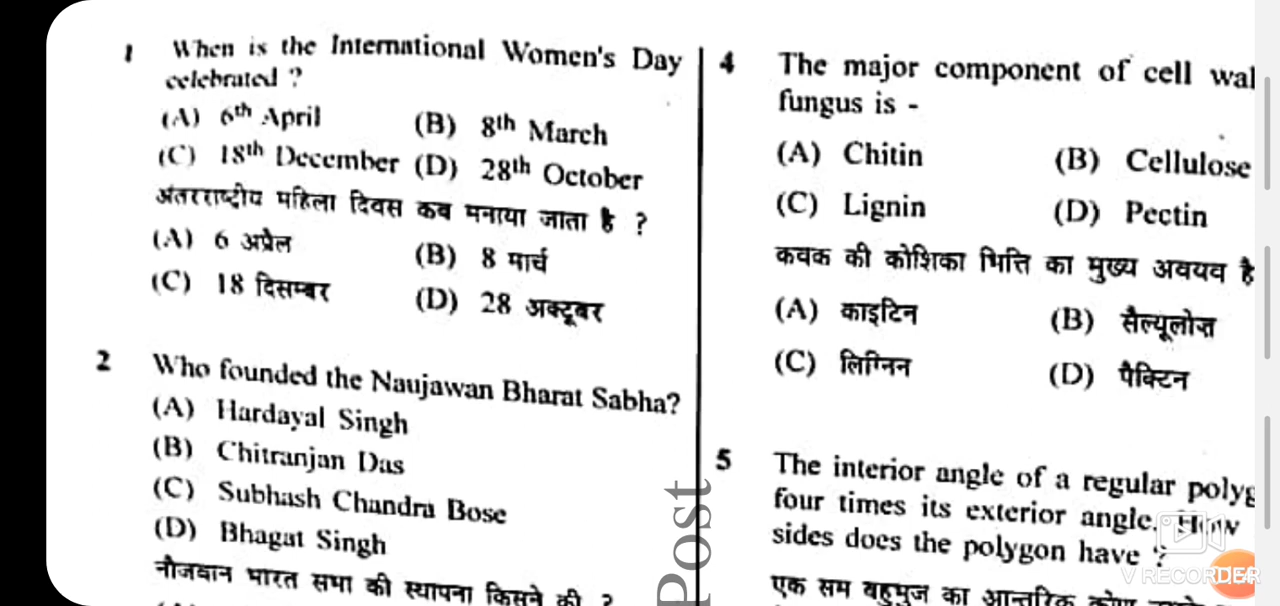 1 When is the International Women's Day
celebrated ?
(A) 6th April (B) 8th March
(C) 18th December (D) 28th October
अंतरराष्ट्रीय महिला दिवस कब मनाया जाता है ?
(A) 6 अप्रैल (B) 8 मार्च
(C) 18 दिसम्बर (D) 28 अक्टूबर
2 Who founded the Naujawan Bharat Sabha?
(A) Hardayal Singh
(B) Chitranjan Das
(C) Subhash Chandra Bose
(D) Bhagat Singh
नौजवान भारत सभा की स्थापना किसने की ?
Post
4 The major component of cell wal
fungus is -
(A) Chitin (B) Cellulose
(C) Lignin (D) Pectin
कवक की कोशिका भित्ति का मुख्य अवयव है
(A) काइटिन (B) सैल्यूलोज़
(C) लिग्निन (D) पैक्टिन
5 The interior angle of a regular polyg
four times its exterior angle. How
sides does the polygon have ?
एक सम बहुभुज का आन्तरिक कोण
V RECORDER